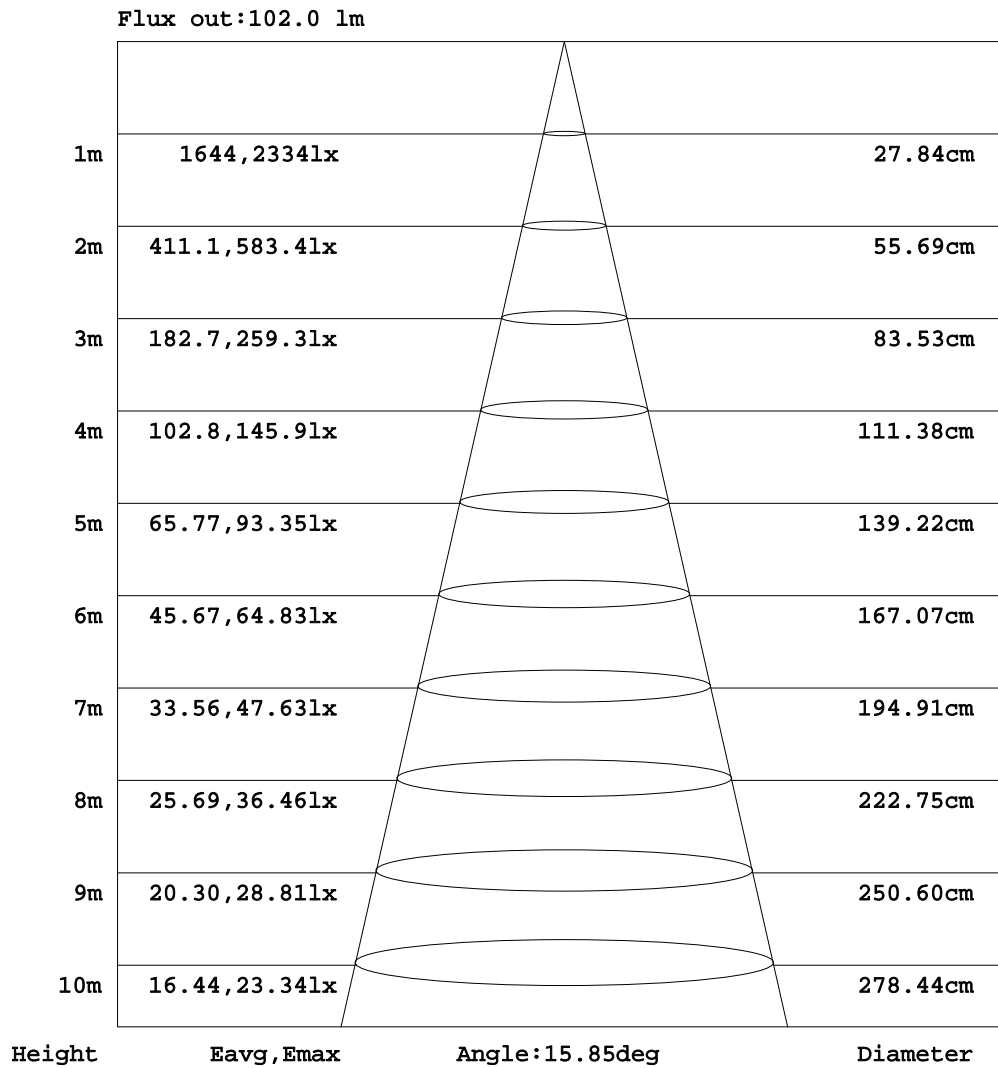 Flux out:102.0 lm
1m 1644,2334lx 27.84cm
2m 411.1,583.4lx 55.69cm
3m 182.7,259.3lx 83.53cm
4m 102.8,145.9lx 111.38cm
5m 65.77,93.35lx 139.22cm
6m 45.67,64.83lx 167.07cm
7m 33.56,47.63lx 194.91cm
8m 25.69,36.46lx 222.75cm
9m 20.30,28.81lx 250.60cm
10m 16.44,23.34lx 278.44cm
Height Eavg,Emax Angle:15.85deg Diameter